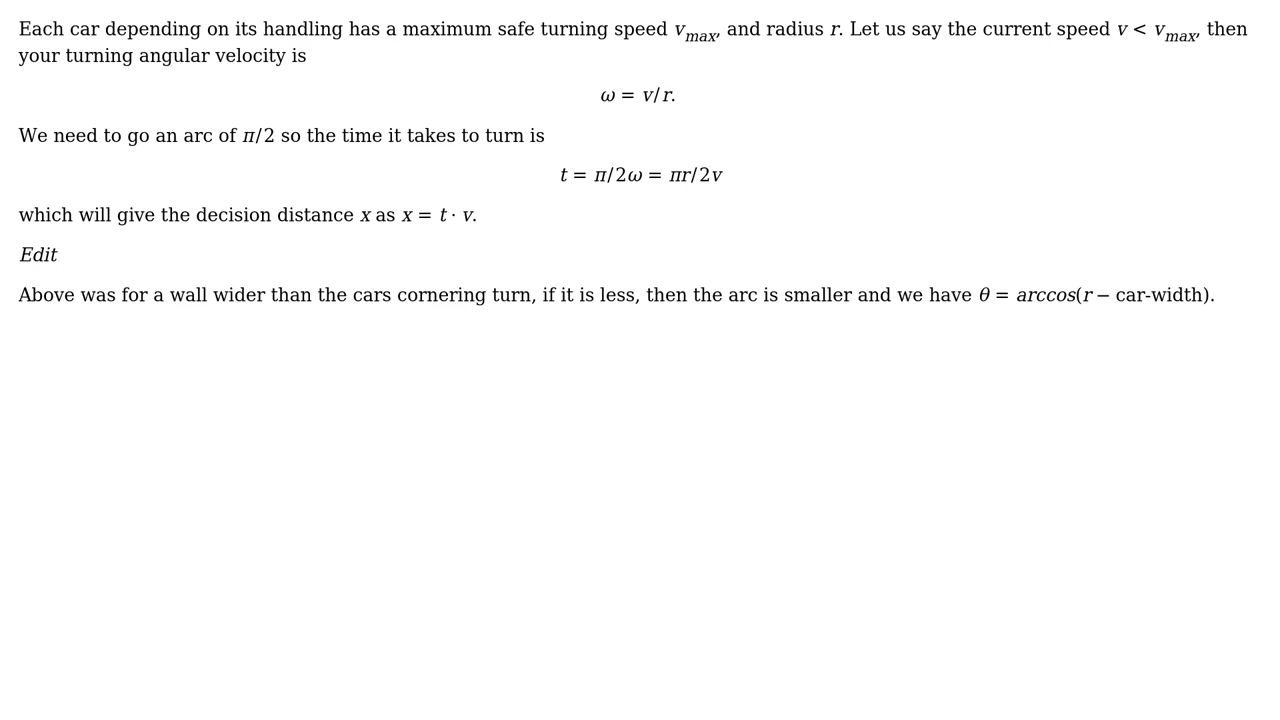 Each car depending on its handling has a maximum safe turning speed v_max, and radius r. Let us say the current speed v < v_max, then
your turning angular velocity is
ω = v/r.
We need to go an arc of π/2 so the time it takes to turn is
t = π/2ω = πr/2v
which will give the decision distance x as x = t · v.
Edit
Above was for a wall wider than the cars cornering turn, if it is less, then the arc is smaller and we have θ = arccos(r − car-width).